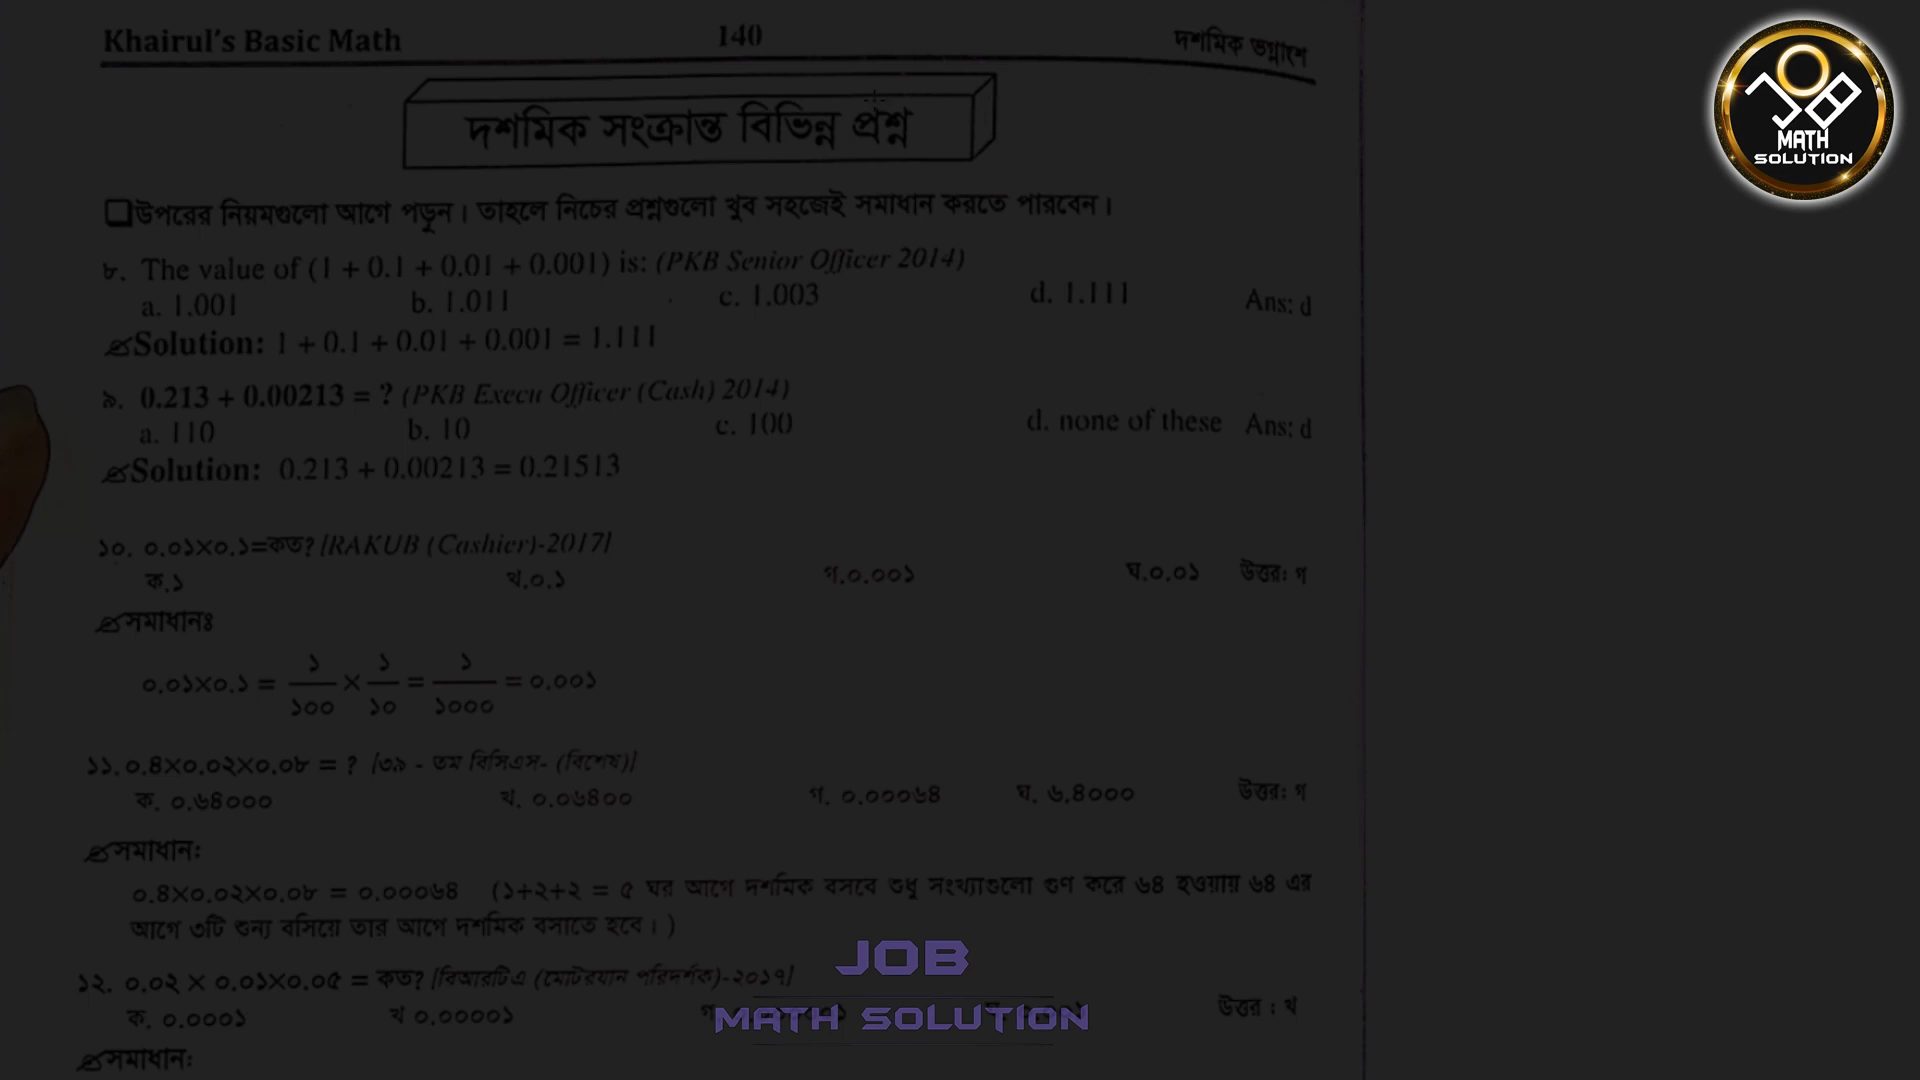 Khairul's Basic Math 140 দশমিক ভগ্নাংশ
দশমিক সংক্রান্ত বিভিন্ন প্রশ্ন
❑উপরের নিয়মগুলো আগে পড়ুন। তাহলে নিচের প্রশ্নগুলো খুব সহজেই সমাধান করতে পারবেন।
৮. The value of (1 + 0.1 + 0.01 + 0.001) is: (PKB Senior Officer 2014)
a. 1.001 b. 1.011 c. 1.003 d. 1.111 Ans: d
✍Solution: 1 + 0.1 + 0.01 + 0.001 = 1.111
৯. 0.213 + 0.00213 = ? (PKB Execu Officer (Cash) 2014)
a. 110 b. 10 c. 100 d. none of these Ans: d
✍Solution: 0.213 + 0.00213 = 0.21513
১০. ০.০১×০.১=কত? [RAKUB (Cashier)-2017]
ক.১ খ.০.১ গ.০.০০১ ঘ.০.০১ উত্তর: গ
✍সমাধানঃ
০.০১×০.১ = ১/১০০ × ১/১০ = ১/১০০০ = ০.০০১
১১. ০.৪×০.০২×০.০৮ = ? [৩৯ - তম বিসিএস- (বিশেষ)]
ক. ০.৬৪০০০ খ. ০.০৬৪০০ গ. ০.০০০৬৪ ঘ. ৬.৪০০০ উত্তর: গ
✍সমাধান:
০.৪×০.০২×০.০৮ = ০.০০০৬৪ (১+২+২ = ৫ ঘর আগে দশমিক বসবে শুধু সংখ্যাগুলো গুণ করে ৬৪ হওয়ায় ৬৪ এর
আগে ৩টি শুন্য বসিয়ে তার আগে দশমিক বসাতে হবে। )
১২. ০.০২ × ০.০১×০.০৫ = কত? [বিআরটিএ (মোটরযান পরিদর্শক)-২০১৭]
ক. ০.০০০১ খ ০.০০০০১ উত্তর : খ
✍সমাধান:
JOB
MATH SOLUTION
JOB
MATH
SOLUTION